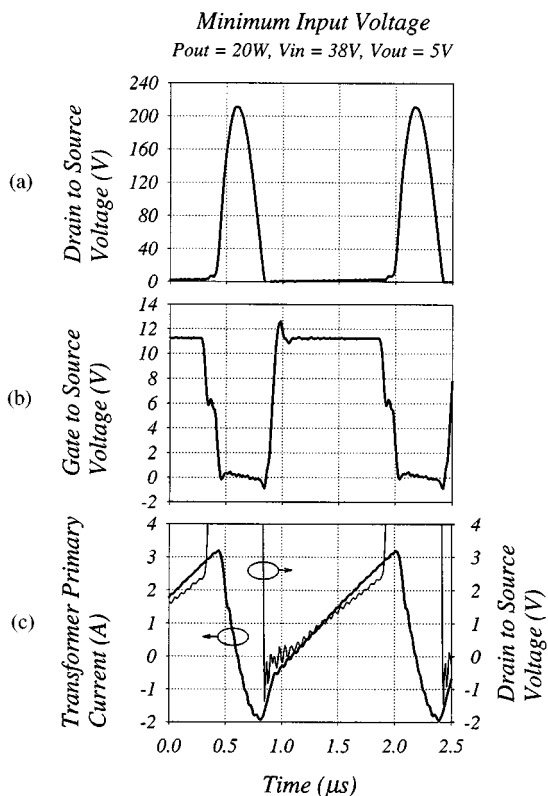 Minimum Input Voltage
Pout = 20W, Vin = 38V, Vout = 5V
(a)
Drain to Source
Voltage (V)
240
200
160
120
80
40
0
(b)
Gate to Source
Voltage (V)
14
12
10
8
6
4
2
0
-2
(c)
Transformer Primary
Current (A)
4
3
2
1
0
-1
-2
4
3
2
1
0
-1
-2
Drain to Source
Voltage (V)
0.0 0.5 1.0 1.5 2.0 2.5
Time (µs)